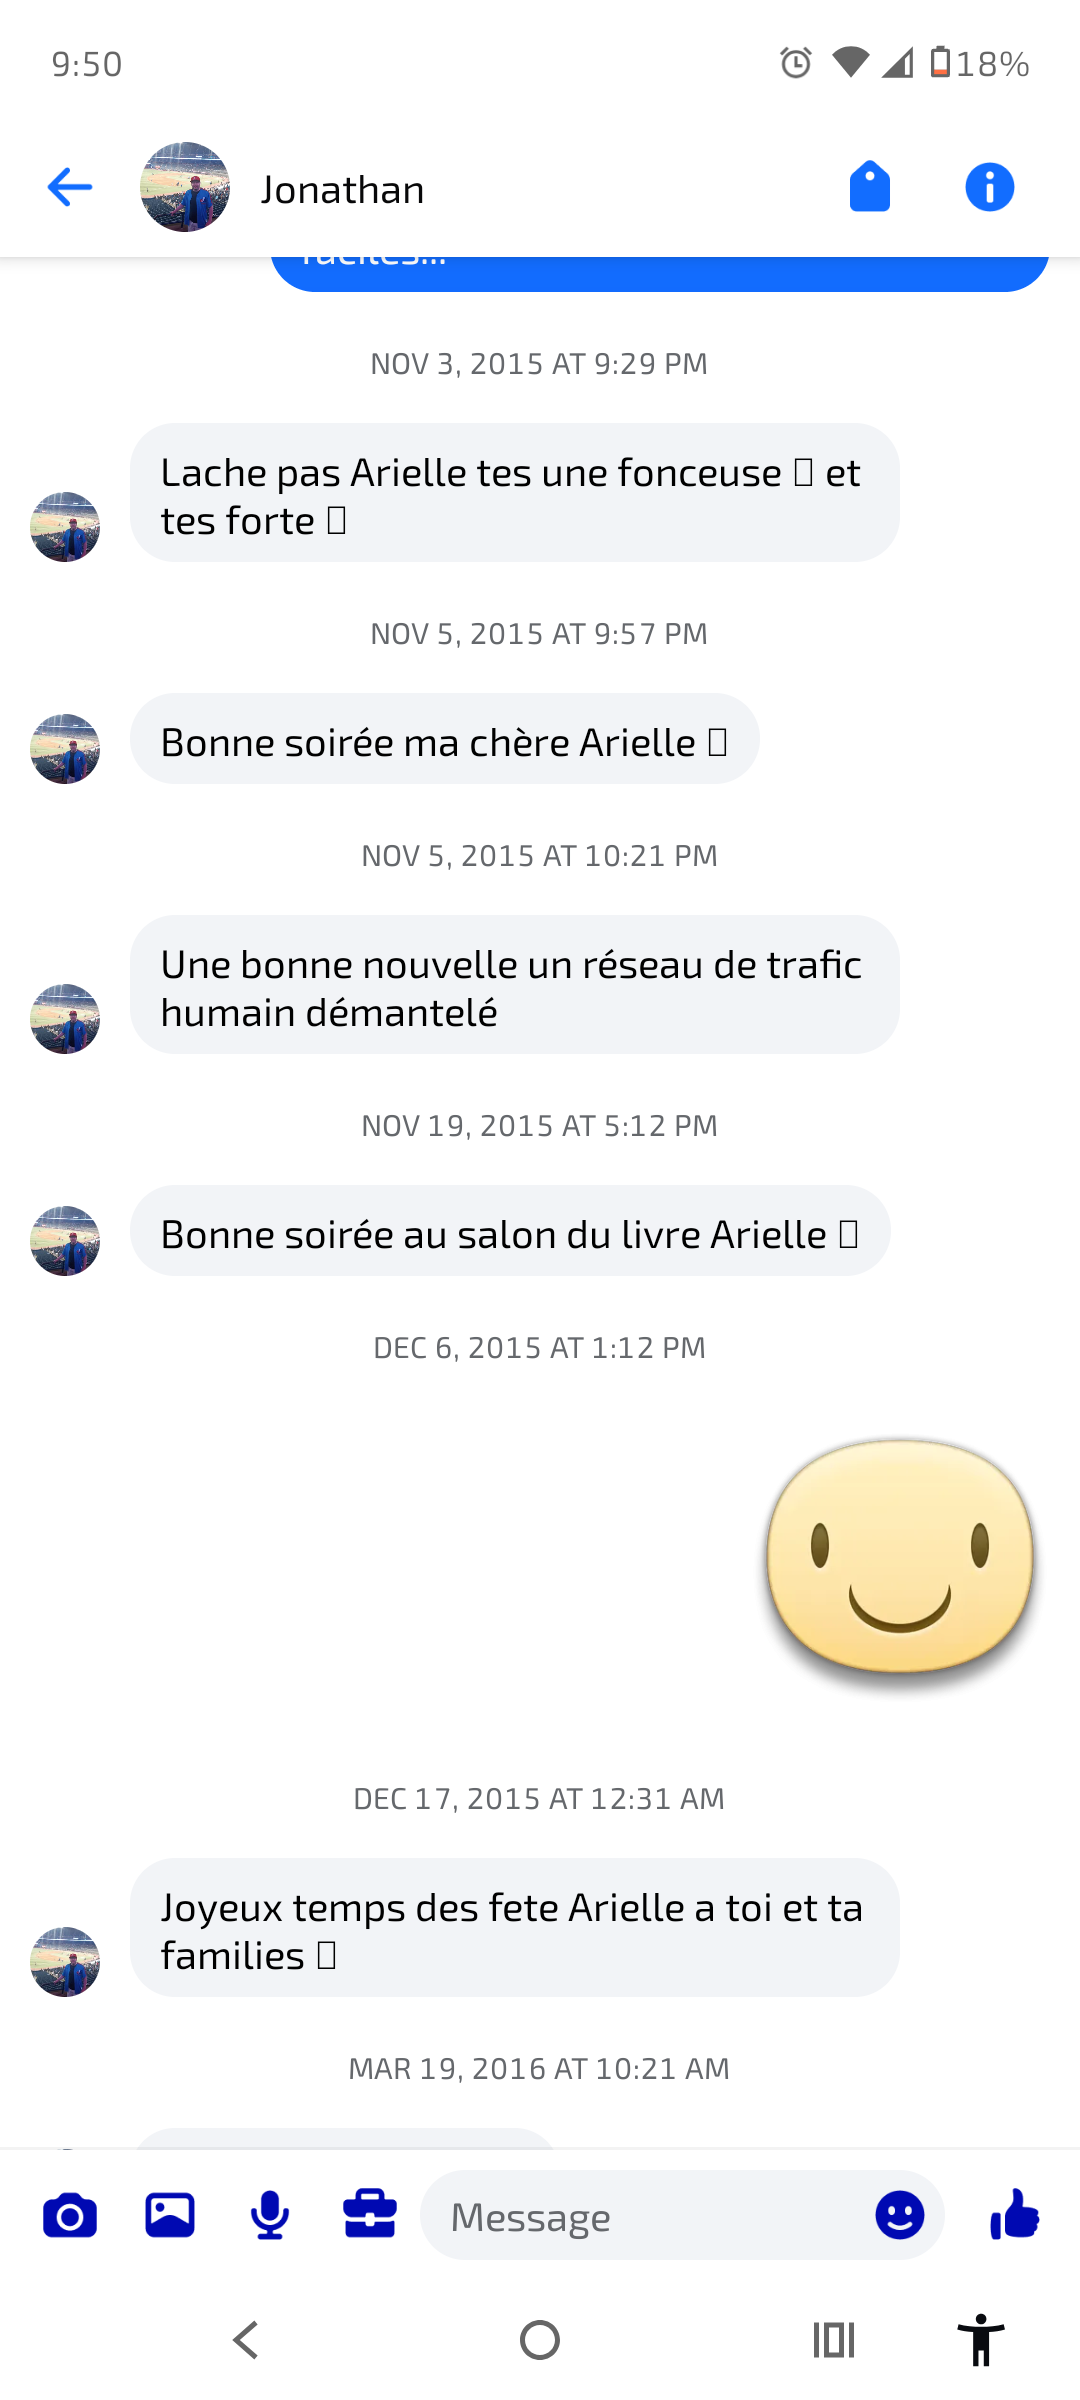 9:50
18%
Jonathan
faciles...
NOV 3, 2015 AT 9:29 PM
Lache pas Arielle tes une fonceuse et
tes forte
NOV 5, 2015 AT 9:57 PM
Bonne soirée ma chère Arielle
NOV 5, 2015 AT 10:21 PM
Une bonne nouvelle un réseau de trafic
humain démantelé
NOV 19, 2015 AT 5:12 PM
Bonne soirée au salon du livre Arielle
DEC 6, 2015 AT 1:12 PM
DEC 17, 2015 AT 12:31 AM
Joyeux temps des fete Arielle a toi et ta
families
MAR 19, 2016 AT 10:21 AM
Message